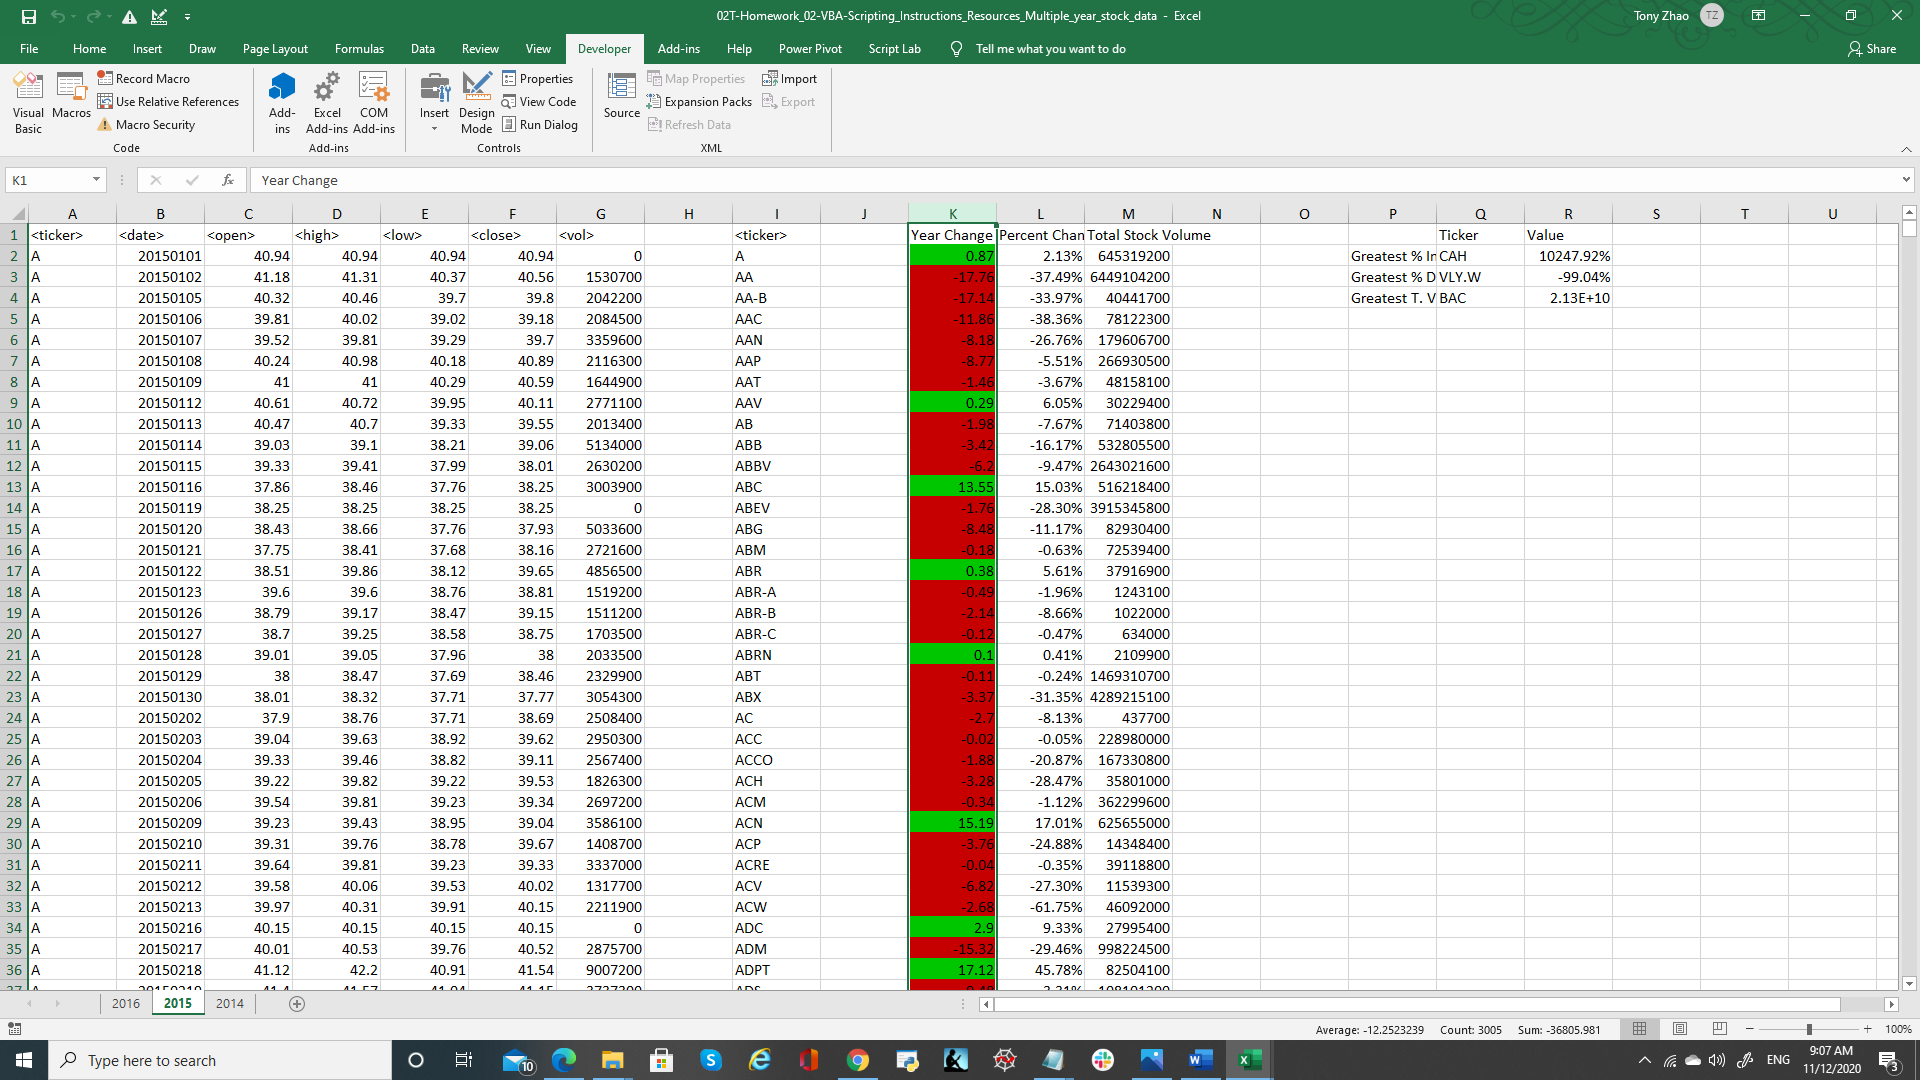 02T-Homework_02-VBA-Scripting_Instructions_Resources_Multiple_year_stock_data - Excel
Tony Zhao TZ
File Home Insert Draw Page Layout Formulas Data Review View Developer Add-ins Help Power Pivot Script Lab Tell me what you want to do Share
Visual Basic
Macros
Record Macro
Use Relative References
Macro Security
Code
Add-ins
Excel Add-ins
COM Add-ins
Add-ins
Insert
Design Mode
Properties
View Code
Run Dialog
Controls
Source
Map Properties
Expansion Packs
Refresh Data
Import
Export
XML
K1 fx Year Change
A B C D E F G H I J K L M N O P Q R S T U
1 <ticker> <date> <open> <high> <low> <close> <vol> <ticker> Year Change Percent Chan Total Stock Volume Ticker Value
2 A 20150101 40.94 40.94 40.94 40.94 0 A 0.87 2.13% 645319200 Greatest % In CAH 10247.92%
3 A 20150102 41.18 41.31 40.37 40.56 1530700 AA -17.76 -37.49% 6449104200 Greatest % D VLY.W -99.04%
4 A 20150105 40.32 40.46 39.7 39.8 2042200 AA-B -17.14 -33.97% 40441700 Greatest T. V BAC 2.13E+10
5 A 20150106 39.81 40.02 39.02 39.18 2084500 AAC -11.86 -38.36% 78122300
6 A 20150107 39.52 39.81 39.29 39.7 3359600 AAN -8.18 -26.76% 179606700
7 A 20150108 40.24 40.98 40.18 40.89 2116300 AAP -8.77 -5.51% 266930500
8 A 20150109 41 41 40.29 40.59 1644900 AAT -1.46 -3.67% 48158100
9 A 20150112 40.61 40.72 39.95 40.11 2771100 AAV 0.29 6.05% 30229400
10 A 20150113 40.47 40.7 39.33 39.55 2013400 AB -1.98 -7.67% 71403800
11 A 20150114 39.03 39.1 38.21 39.06 5134000 ABB -3.42 -16.17% 532805500
12 A 20150115 39.33 39.41 37.99 38.01 2630200 ABBV -6.2 -9.47% 2643021600
13 A 20150116 37.86 38.46 37.76 38.25 3003900 ABC 13.55 15.03% 516218400
14 A 20150119 38.25 38.25 38.25 38.25 0 ABEV -1.76 -28.30% 3915345800
15 A 20150120 38.43 38.66 37.76 37.93 5033600 ABG -8.48 -11.17% 82930400
16 A 20150121 37.75 38.41 37.68 38.16 2721600 ABM -0.18 -0.63% 72539400
17 A 20150122 38.51 39.86 38.12 39.65 4856500 ABR 0.38 5.61% 37916900
18 A 20150123 39.6 39.6 38.76 38.81 1519200 ABR-A -0.49 -1.96% 1243100
19 A 20150126 38.79 39.17 38.47 39.15 1511200 ABR-B -2.14 -8.66% 1022000
20 A 20150127 38.7 39.25 38.58 38.75 1703500 ABR-C -0.12 -0.47% 634000
21 A 20150128 39.01 39.05 37.96 38 2033500 ABRN 0.1 0.41% 2109900
22 A 20150129 38 38.47 37.69 38.46 2329900 ABT -0.11 -0.24% 1469310700
23 A 20150130 38.01 38.32 37.71 37.77 3054300 ABX -3.37 -31.35% 4289215100
24 A 20150202 37.9 38.76 37.71 38.69 2508400 AC -2.7 -8.13% 437700
25 A 20150203 39.04 39.63 38.92 39.62 2950300 ACC -0.02 -0.05% 228980000
26 A 20150204 39.33 39.46 38.82 39.11 2567400 ACCO -1.88 -20.87% 167330800
27 A 20150205 39.22 39.82 39.22 39.53 1826300 ACH -3.28 -28.47% 35801000
28 A 20150206 39.54 39.81 39.23 39.34 2697200 ACM -0.34 -1.12% 362299600
29 A 20150209 39.23 39.43 38.95 39.04 3586100 ACN 15.19 17.01% 625655000
30 A 20150210 39.31 39.76 38.78 39.67 1408700 ACP -3.76 -24.88% 14348400
31 A 20150211 39.64 39.81 39.23 39.33 3337000 ACRE -0.04 -0.35% 39118800
32 A 20150212 39.58 40.06 39.53 40.02 1317700 ACV -6.82 -27.30% 11539300
33 A 20150213 39.97 40.31 39.91 40.15 2211900 ACW -2.68 -61.75% 46092000
34 A 20150216 40.15 40.15 40.15 40.15 0 ADC 2.9 9.33% 27995400
35 A 20150217 40.01 40.53 39.76 40.52 2875700 ADM -15.32 -29.46% 998224500
36 A 20150218 41.12 42.2 40.91 41.54 9007200 ADPT 17.12 45.78% 82504100
2016 2015 2014
Average: -12.2523239 Count: 3005 Sum: -36805.981 100%
Type here to search
10
ENG
9:07 AM
11/12/2020
3